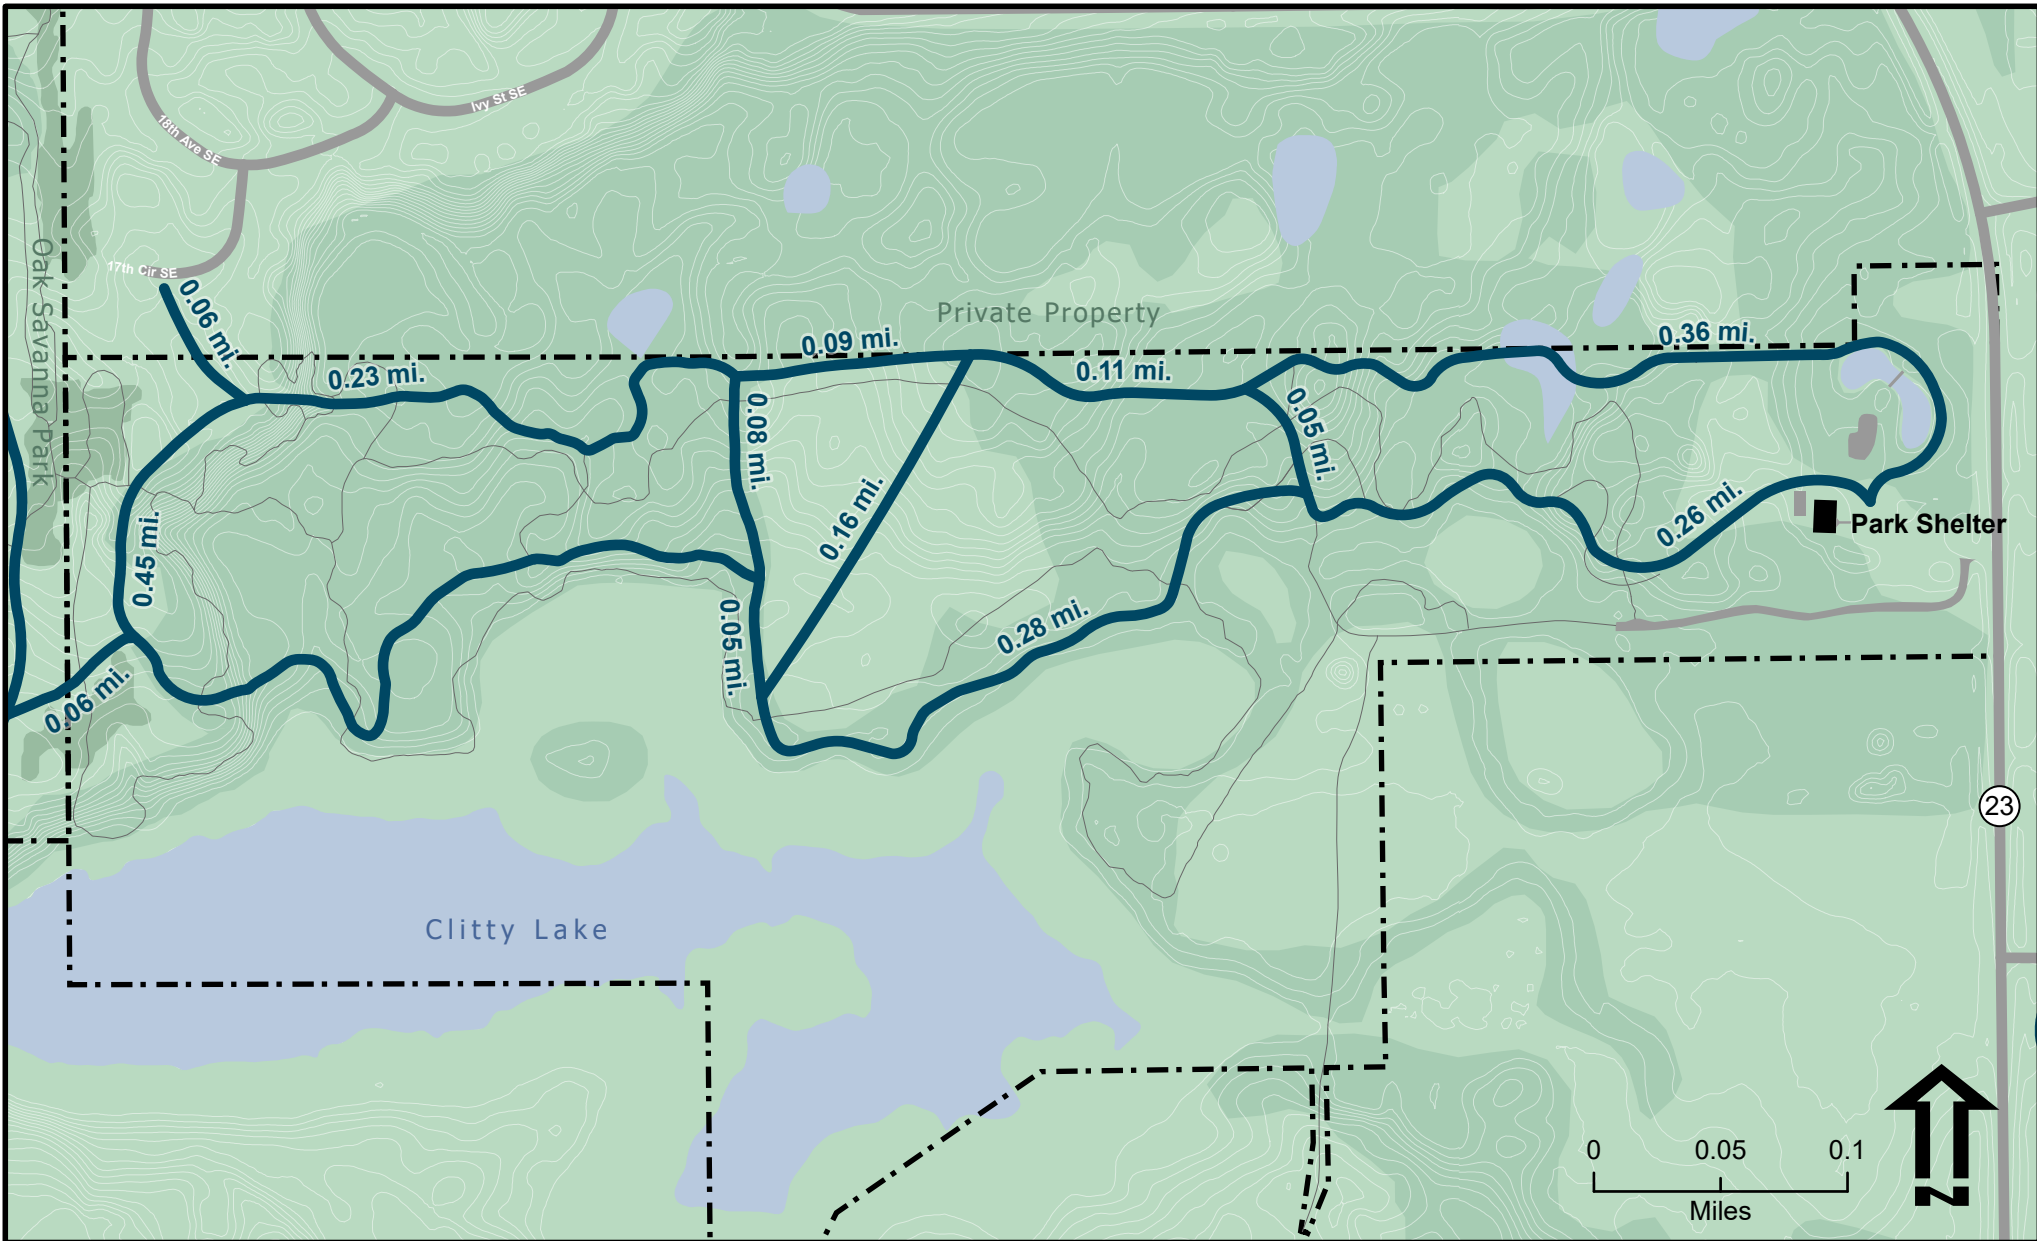 Ivy St SE
18th Ave SE
Oak Savanna Park
17th Cir SE
0.06 mi.
Private Property
0.09 mi.
0.36 mi.
0.23 mi.
0.11 mi.
0.08 mi.
0.05 mi.
0.16 mi.
0.26 mi.
Park Shelter
0.45 mi.
0.28 mi.
0.05 mi.
0.06 mi.
23
Clitty Lake
0 0.05 0.1
Miles
N